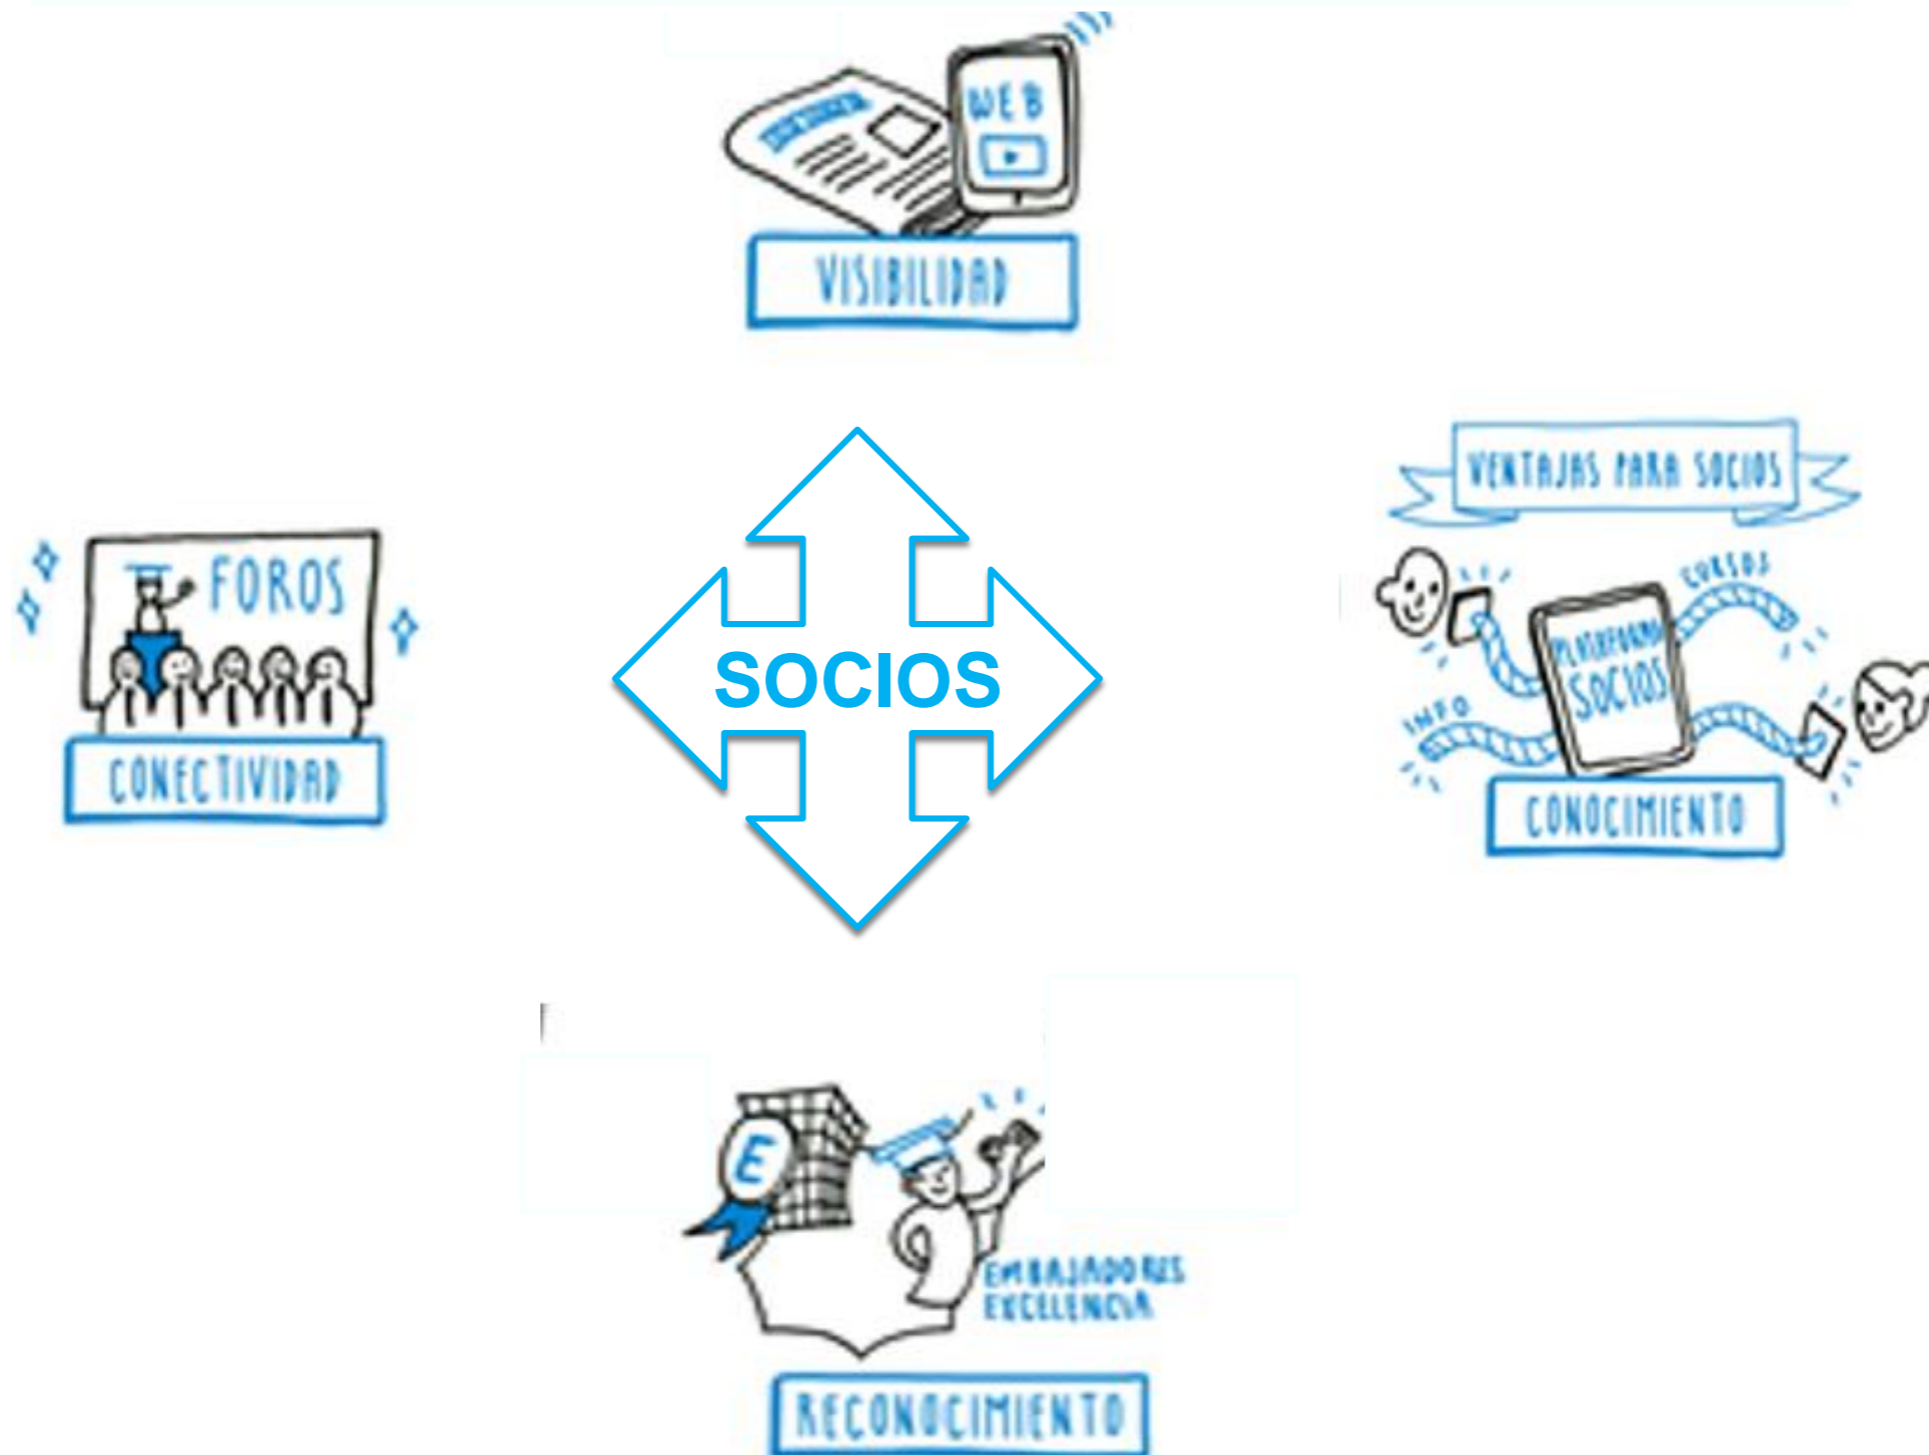 WEB
VISIBILIDAD
VENTAJAS PARA SOCIOS
FOROS
CURSOS
PLATAFORMA
SOCIOS
INFO
SOCIOS
CONECTIVIDAD
CONOCIMIENTO
E
EMBAJADORES
EXCELENCIA
RECONOCIMIENTO